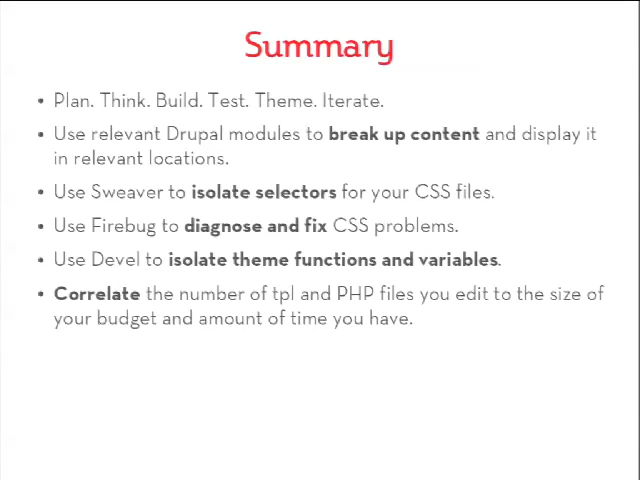 Summary
• Plan. Think. Build. Test. Theme. Iterate.
• Use relevant Drupal modules to break up content and display it
in relevant locations.
• Use Sweaver to isolate selectors for your CSS files.
• Use Firebug to diagnose and fix CSS problems.
• Use Devel to isolate theme functions and variables.
• Correlate the number of tpl and PHP files you edit to the size of
your budget and amount of time you have.